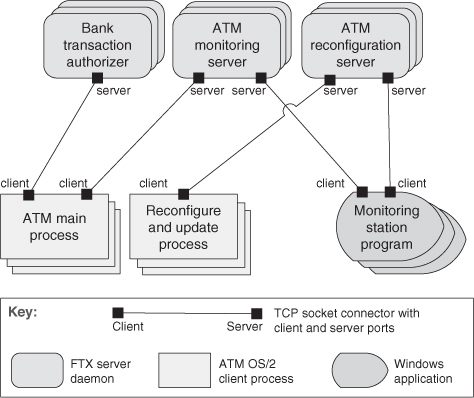 Bank
transaction
authorizer
ATM
monitoring
server
ATM
reconfiguration
server
server
server
server
server
server
client
client
client
client
client
ATM main
process
Reconfigure
and update
process
Monitoring
station
program
Key:
Client
Server
TCP socket connector with
client and server ports
FTX server
daemon
ATM OS/2
client process
Windows
application